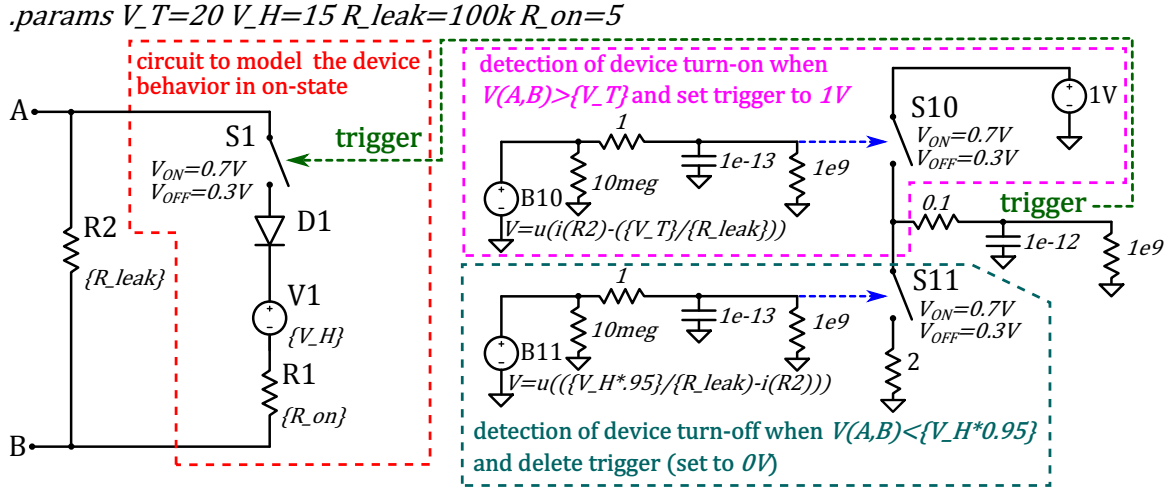 .params V_T=20 V_H=15 R_leak=100k R_on=5
circuit to model the device
behavior in on-state
A
S1
V_ON=0.7V
V_OFF=0.3V
trigger
D1
R2
{R_leak}
V1
+
−
{V_H}
R1
{R_on}
B
detection of device turn-on when
V(A,B)>{V_T} and set trigger to 1V
S10
V_ON=0.7V
V_OFF=0.3V
+
−
1V
1
1e-13
1e9
10meg
+
−
B10
V=u(i(R2)-({V_T}/{R_leak}))
trigger
0.1
1e-12
1e9
1
S11
V_ON=0.7V
V_OFF=0.3V
1e-13
1e9
10meg
+
−
B11
V=u(({V_H*.95}/{R_leak}-i(R2)))
2
detection of device turn-off when V(A,B)<{V_H*0.95}
and delete trigger (set to 0V)